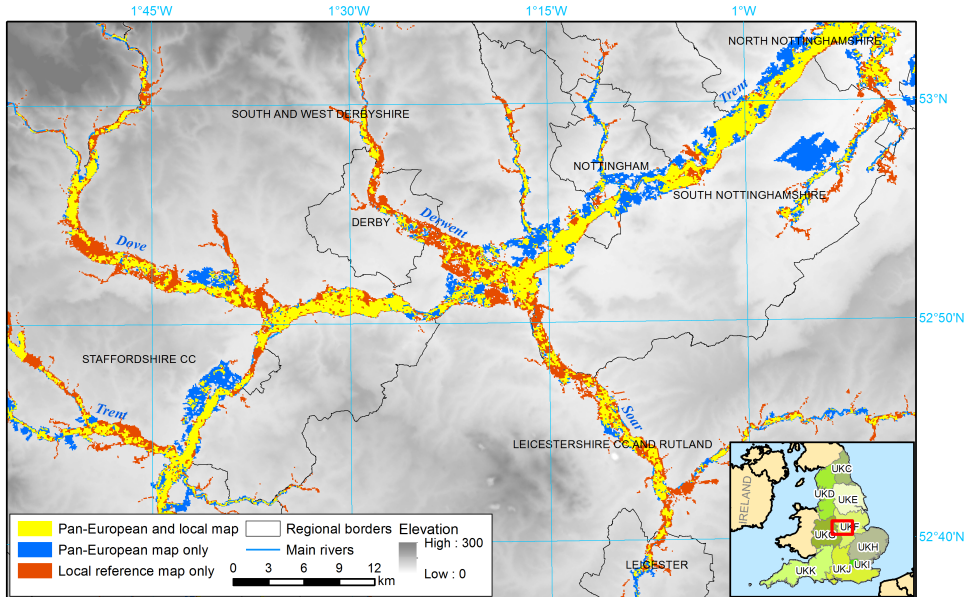 1°45'W 1°30'W 1°15'W 1°W
NORTH NOTTINGHAMSHIRE
Trent
53°N
SOUTH AND WEST DERBYSHIRE
NOTTINGHAM
SOUTH NOTTINGHAMSHIRE
DERBY
Derwent
Dove
52°50'N
STAFFORDSHIRE CC
Trent
Soar
LEICESTERSHIRE CC AND RUTLAND
LEICESTER
52°40'N
Pan-European and local map
Pan-European map only
Local reference map only
Regional borders
Main rivers
0 3 6 9 12
km
Elevation
High : 300
Low : 0
IRELAND
UKC
UKD
UKE
UKF
UKG
UKH
UKI
UKJ
UKK